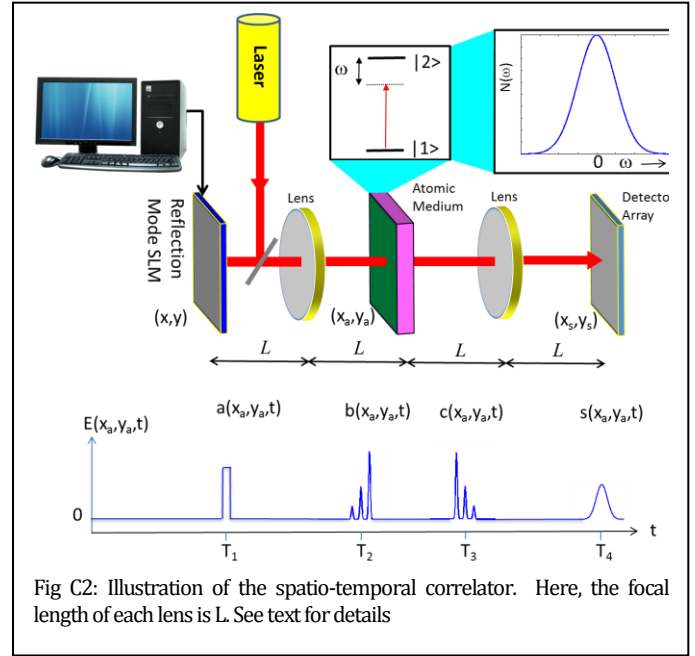 Laser
ω
|2>
|1>
N(ω)
0 ω
Reflection
Mode SLM
Lens
Atomic
Medium
Lens
Detecto
Array
(x,y)
(xₐ,yₐ)
(xₛ,yₛ)
L L L L
a(xₐ,yₐ,t) b(xₐ,yₐ,t) c(xₐ,yₐ,t) s(xₐ,yₐ,t)
E(xₐ,yₐ,t)
0
t
T₁ T₂ T₃ T₄
Fig C2: Illustration of the spatio-temporal correlator. Here, the focal
length of each lens is L. See text for details